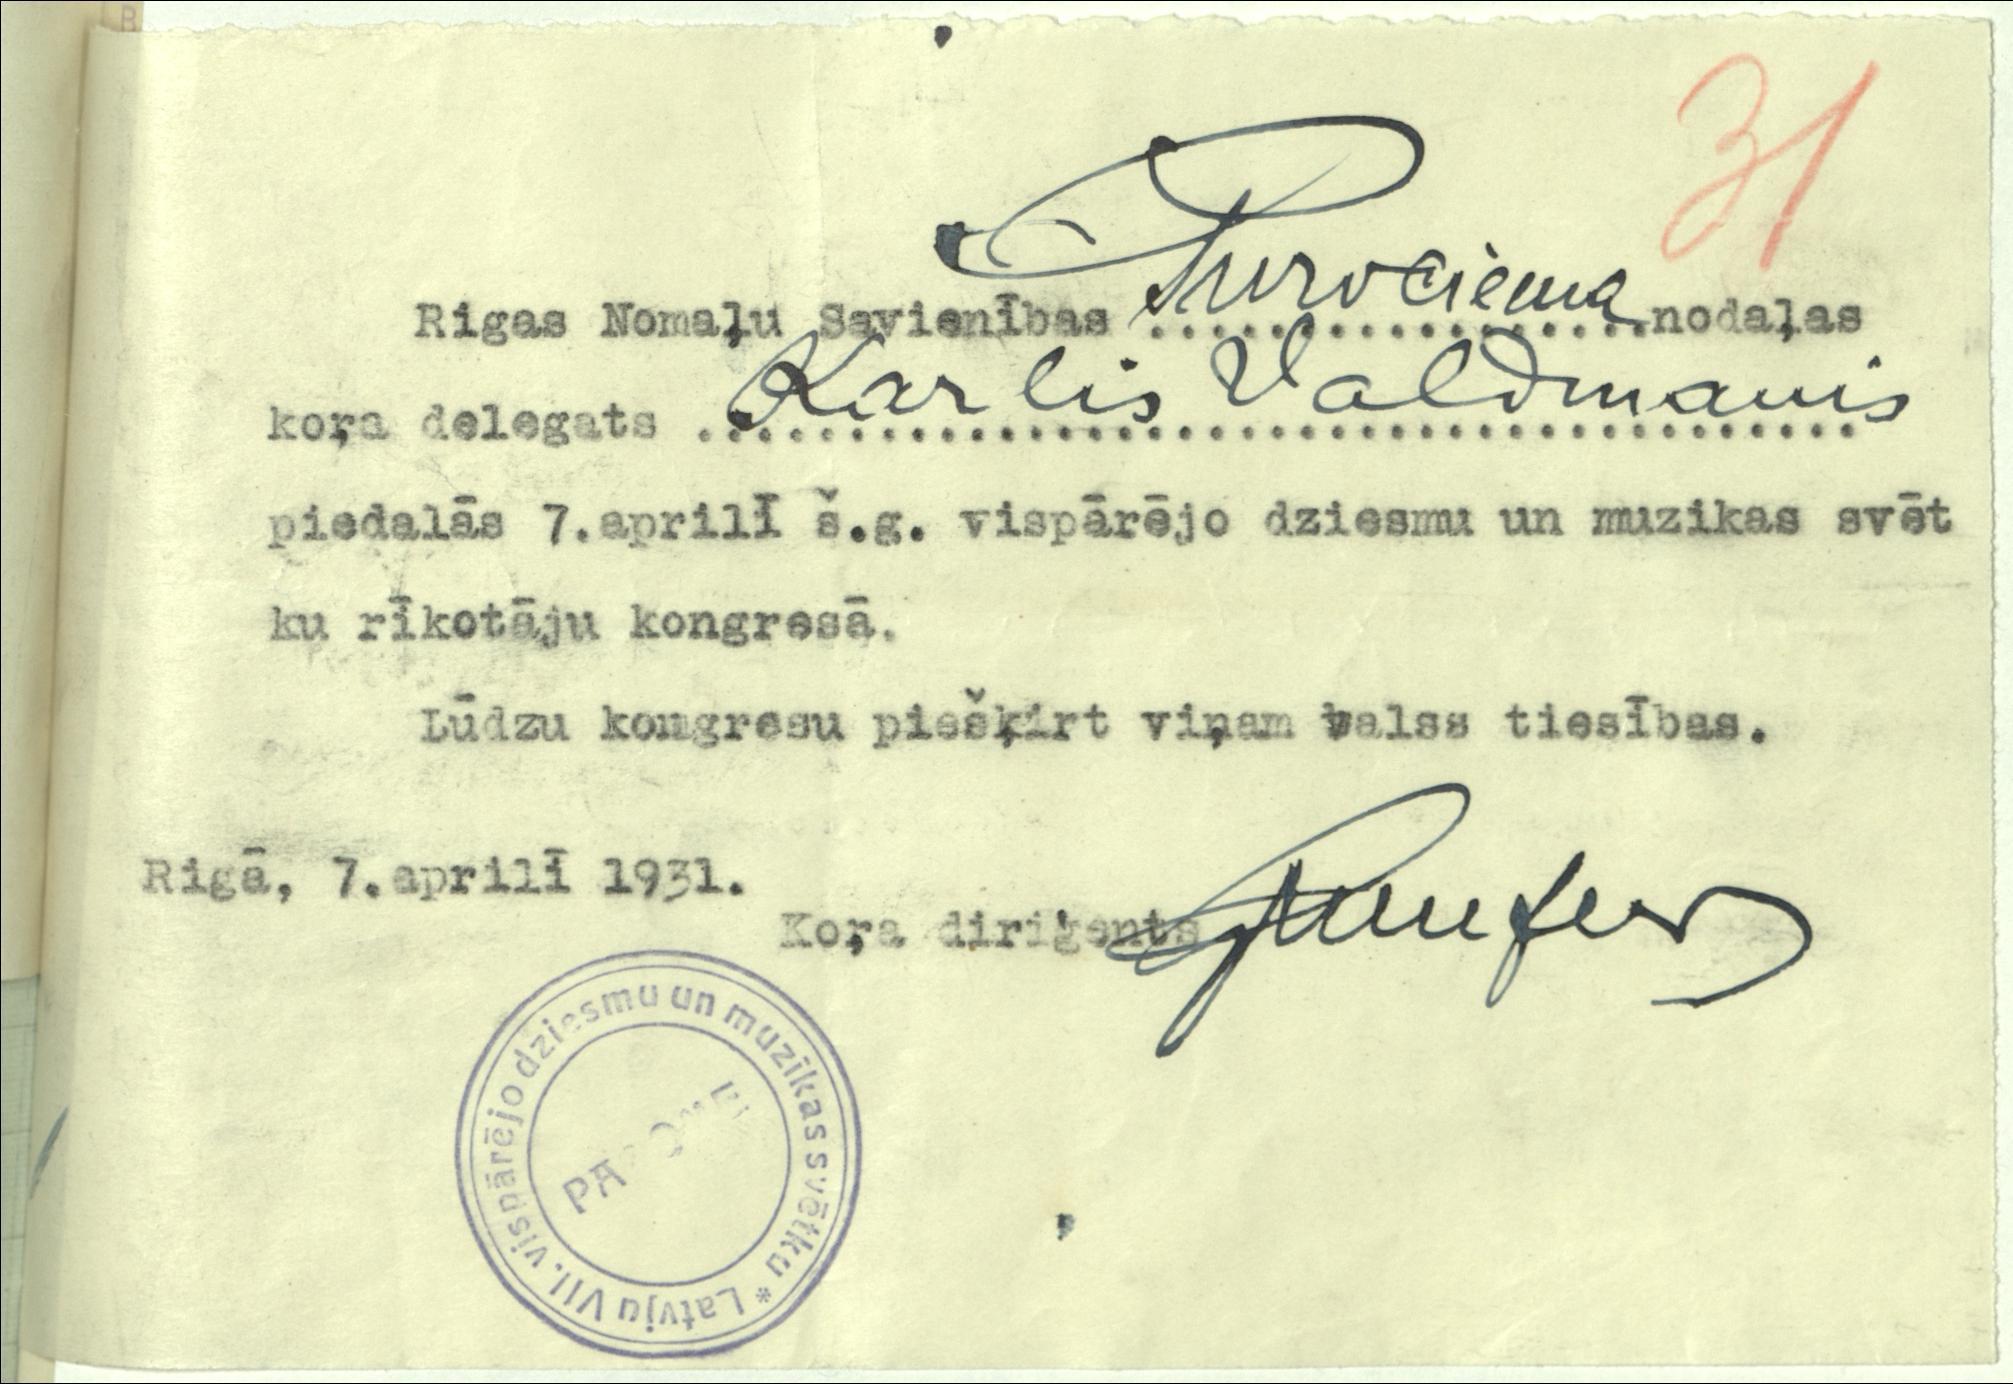 31
Rigas Nomaļu Savienības Purvciema nodaļas
koŗa delegats Karlis Valdmanis
piedalās 7.aprilī š.g. vispārējo dziesmu un muzikas svēt
ku rīkotāju kongresā.
Lūdzu kongresu piešķirt viņam balss tiesības.
Rigā, 7.aprilī 1931.
Koŗa diriģents
Latvju VII. vispārējo dziesmu un muzikas svētku *